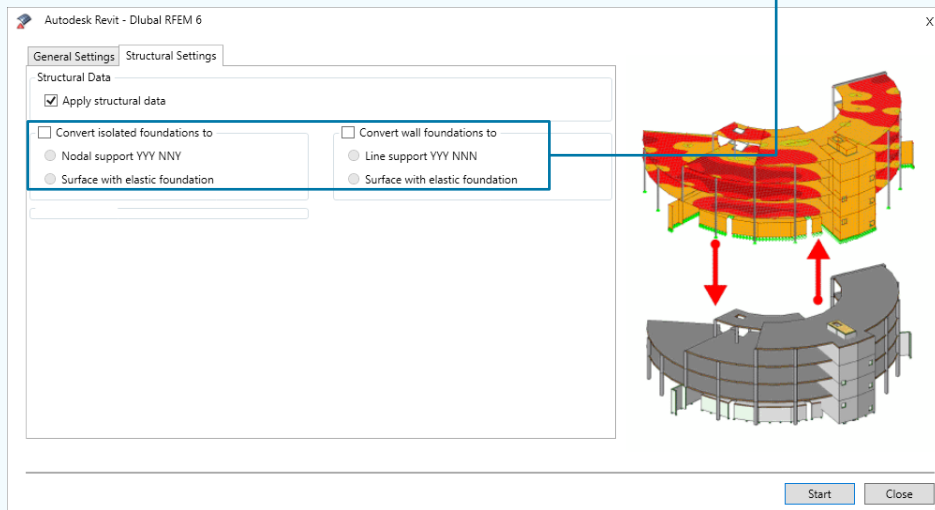 Autodesk Revit - Dlubal RFEM 6
X
General Settings
Structural Settings
Structural Data
Apply structural data
Convert isolated foundations to
Nodal support YYY NNY
Surface with elastic foundation
Convert wall foundations to
Line support YYY NNN
Surface with elastic foundation
Start
Close